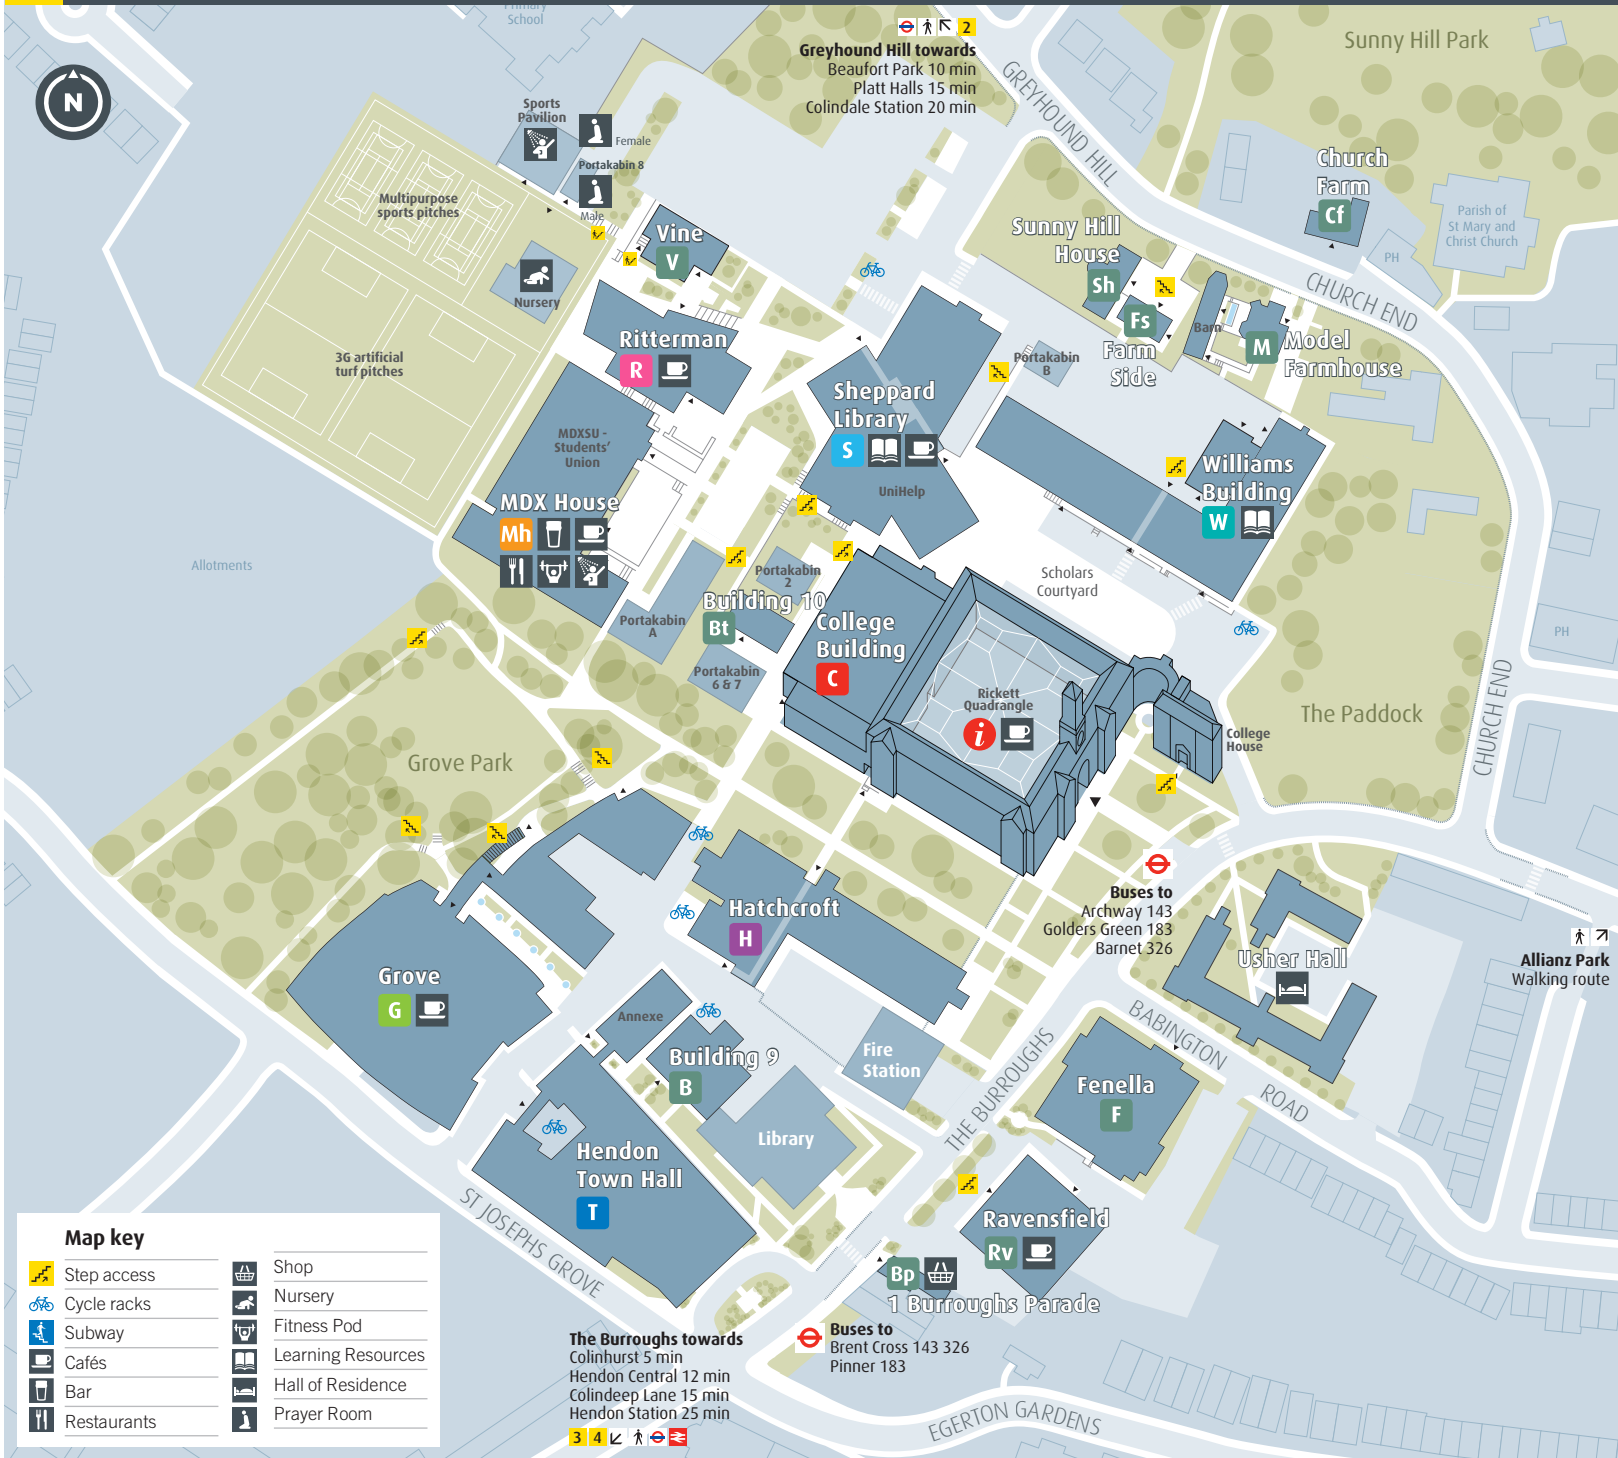 Primary
School
2
Greyhound Hill towards
Beaufort Park 10 min
Platt Halls 15 min
Colindale Station 20 min
GREYHOUND HILL
Sunny Hill Park
N
Sports
Pavilion
Female
Portakabin 8
Male
Multipurpose
sports pitches
Vine
V
Nursery
Church
Farm
Cf
Parish of
St Mary and
Christ Church
PH
Sunny Hill
House
Sh
Fs
Farm
Side
Barn
M
Model
Farmhouse
CHURCH END
3G artificial
turf pitches
Ritterman
R
Portakabin
B
Sheppard
Library
S
UniHelp
MDXSU -
Students'
Union
MDX House
Mh
Williams
Building
W
Allotments
Scholars
Courtyard
Portakabin
2
Building 10
Bt
Portakabin
A
Portakabin
6 & 7
College
Building
C
Rickett
Quadrangle
i
College
House
The Paddock
PH
CHURCH END
Grove Park
Buses to
Archway 143
Golders Green 183
Barnet 326
Hatchcroft
H
Usher Hall
Allianz Park
Walking route
Grove
G
Annexe
Building 9
B
Fire
Station
BABINGTON
ROAD
THE BURROUGHS
Fenella
F
Library
Hendon
Town Hall
T
ST JOSEPHS GROVE
Ravensfield
Rv
Bp
1 Burroughs Parade
Map key
Step access
Cycle racks
Subway
Cafés
Bar
Restaurants
Shop
Nursery
Fitness Pod
Learning Resources
Hall of Residence
Prayer Room
The Burroughs towards
Colinhurst 5 min
Hendon Central 12 min
Colindeep Lane 15 min
Hendon Station 25 min
3 4
Buses to
Brent Cross 143 326
Pinner 183
EGERTON GARDENS